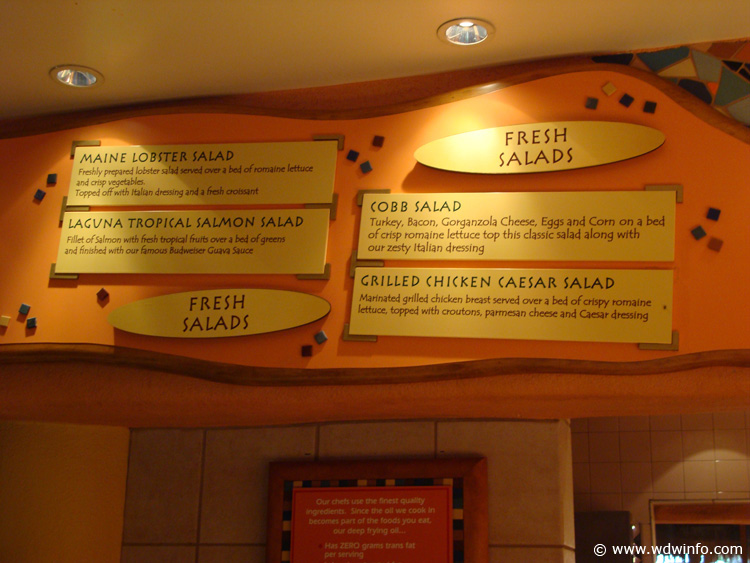 MAINE LOBSTER SALAD
Freshly prepared lobster salad served over a bed of romaine lettuce
and crisp vegetables.
Topped off with Italian dressing and a fresh croissant
LAGUNA TROPICAL SALMON SALAD
Fillet of Salmon with fresh tropical fruits over a bed of greens
and finished with our famous Budweiser Guava Sauce
FRESH
SALADS
FRESH
SALADS
COBB SALAD
Turkey, Bacon, Gorganzola Cheese, Eggs and Corn on a bed
of crisp romaine lettuce top this classic salad along with
our zesty Italian dressing
GRILLED CHICKEN CAESAR SALAD
Marinated grilled chicken breast served over a bed of crispy romaine
lettuce, topped with croutons, parmesan cheese and Caesar dressing
Our chefs use the finest quality
ingredients. Since the oil we cook in
becomes part of the foods you eat,
our deep frying oil...
• Has ZERO grams trans fat
per serving
© www.wdwinfo.com